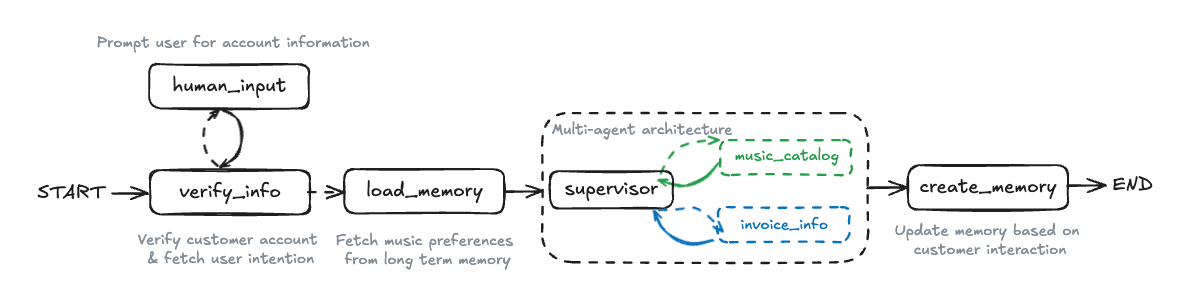 Prompt user for account information
human_input
Multi-agent architecture
music_catalog
START
verify_info
load_memory
supervisor
create_memory
END
invoice_info
Verify customer account
& fetch user intention
Fetch music preferences
from long term memory
Update memory based on
customer interaction